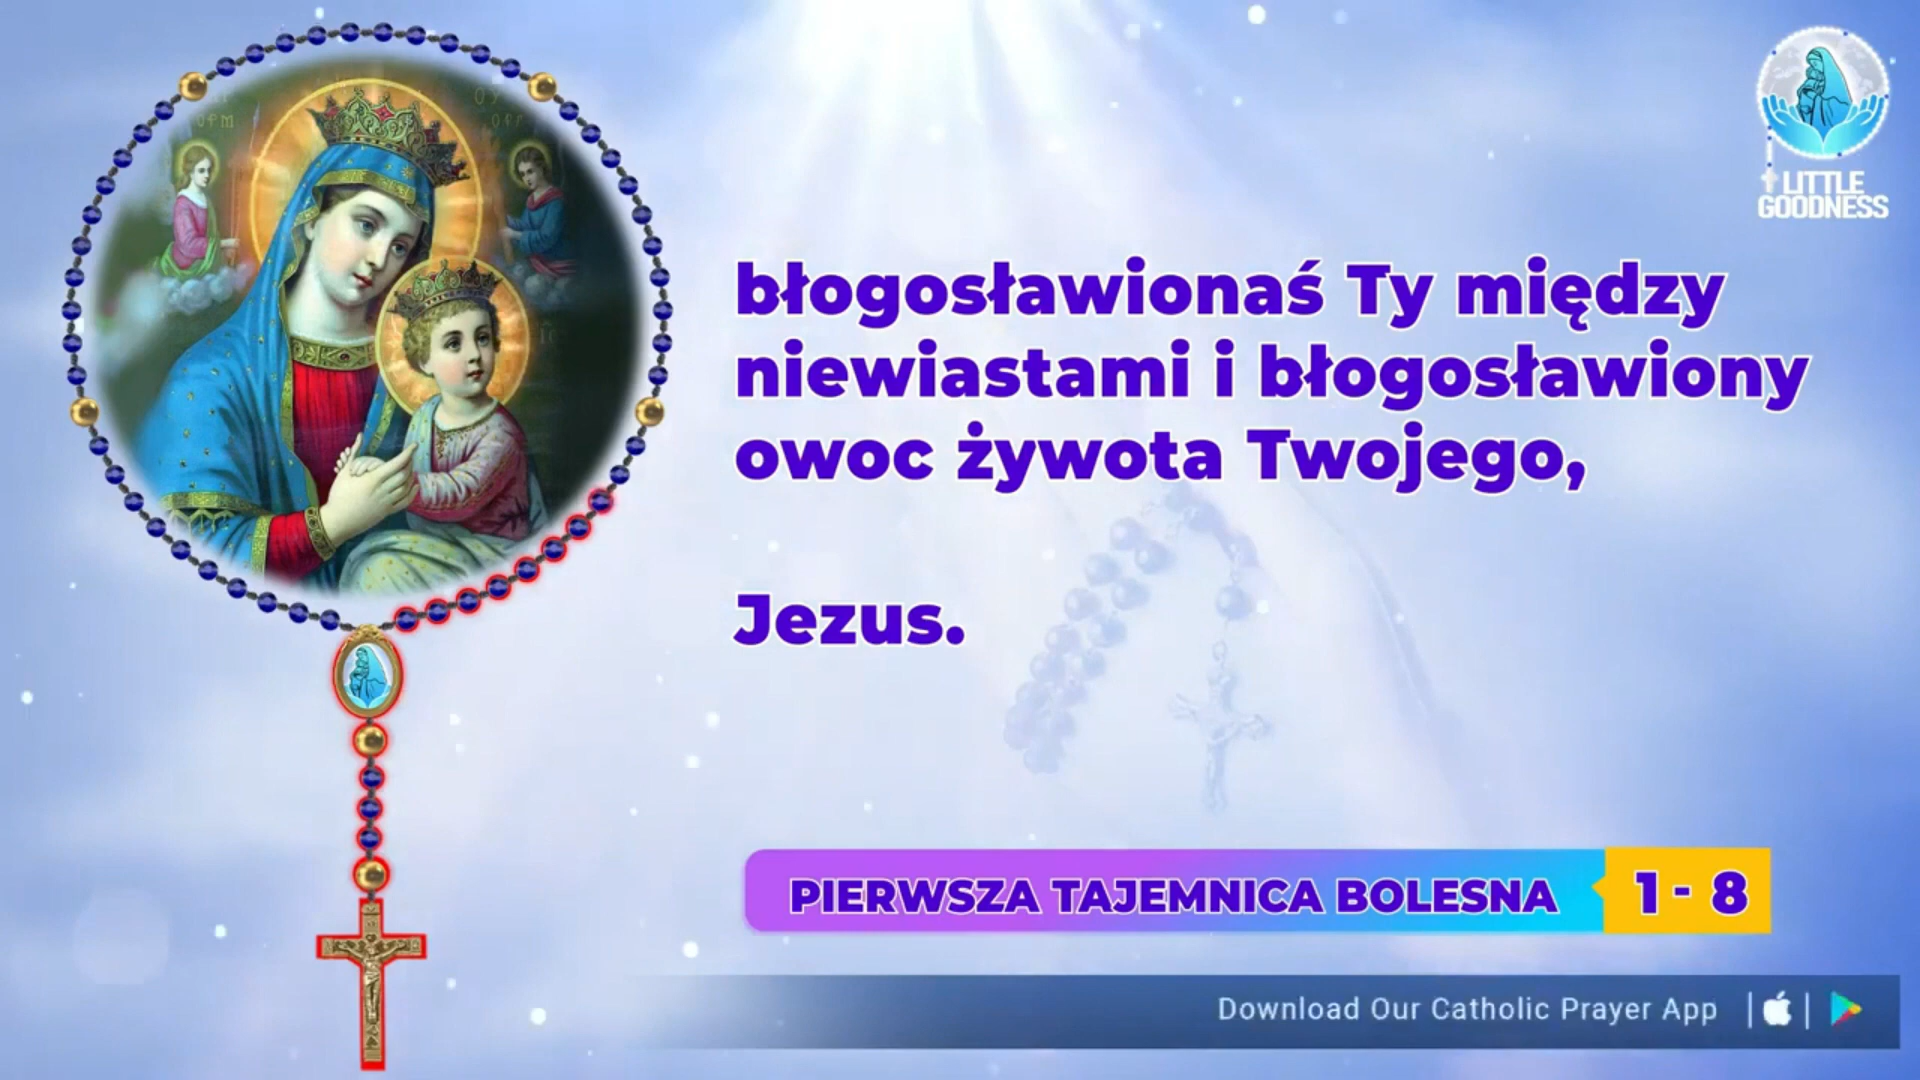 LITTLE
GOODNESS
błogosławionaś Ty między
niewiastami i błogosławiony
owoc żywota Twojego,
Jezus.
PIERWSZA TAJEMNICA BOLESNA 1 - 8
Download Our Catholic Prayer App